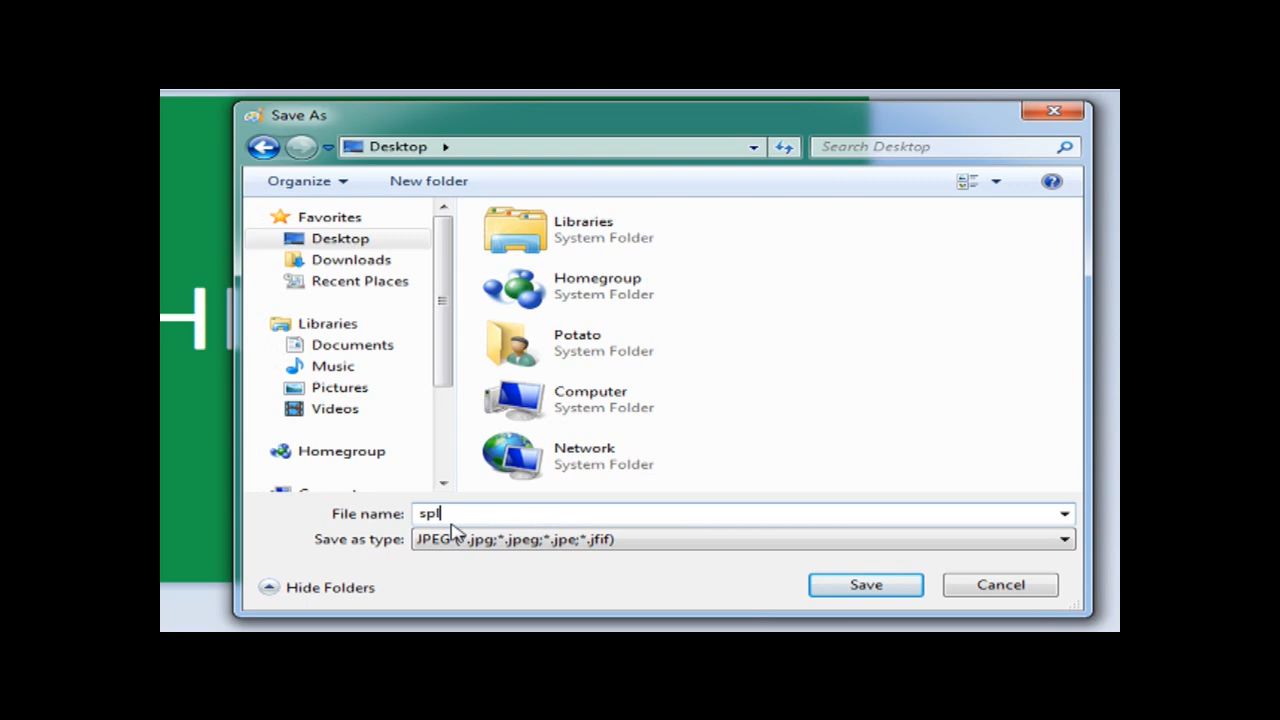 Save As
Desktop
Search Desktop
Organize
New folder
Favorites
Desktop
Downloads
Recent Places
Libraries
Documents
Music
Pictures
Videos
Homegroup
Libraries
System Folder
Homegroup
System Folder
Potato
System Folder
Computer
System Folder
Network
System Folder
File name: spl
Save as type: JPEG (*.jpg;*.jpeg;*.jpe;*.jfif)
Hide Folders
Save
Cancel
H